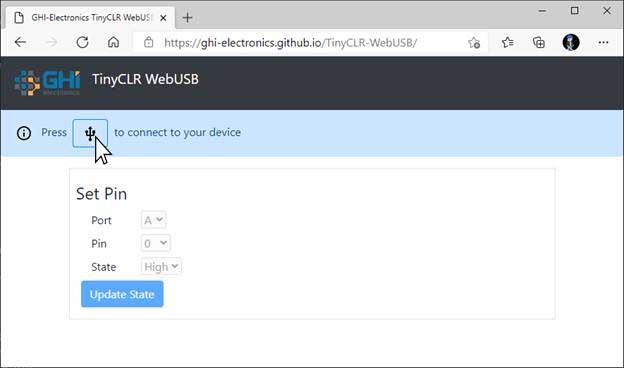 GHI-Electronics TinyCLR WebUSB
https://ghi-electronics.github.io/TinyCLR-WebUSB/
GHI electronics TinyCLR WebUSB
Press to connect to your device
Set Pin
Port A
Pin 0
State High
Update State